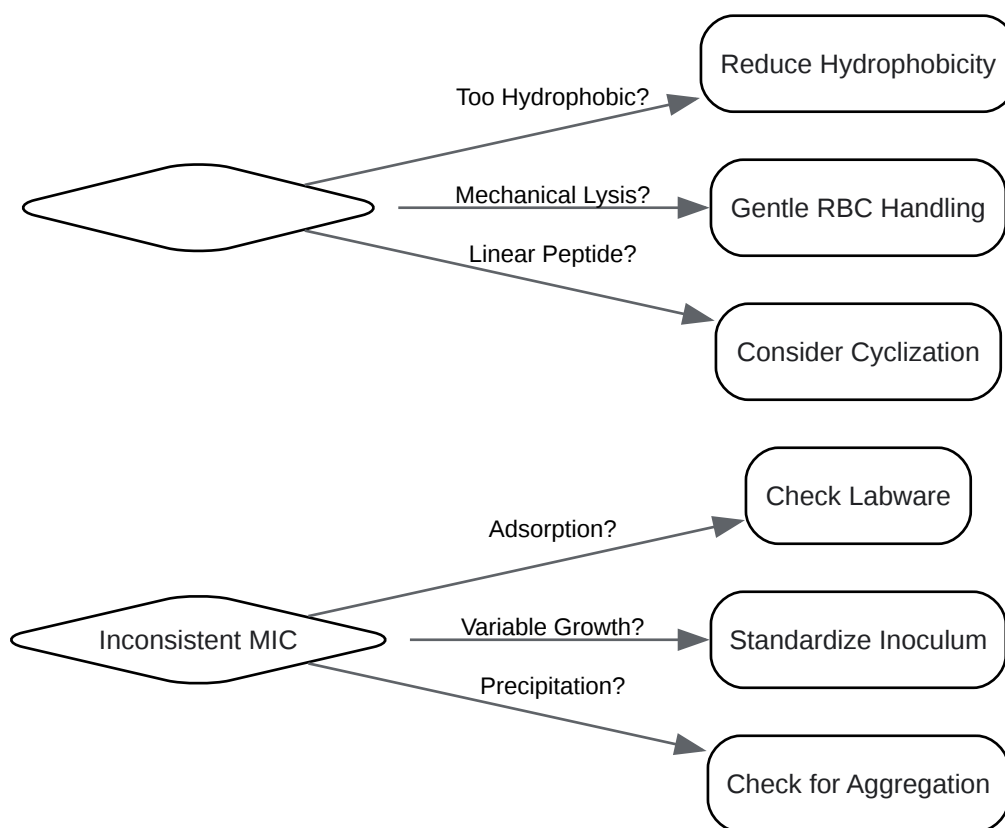 Reduce Hydrophobicity
Too Hydrophobic?
Mechanical Lysis?
Gentle RBC Handling
Linear Peptide?
Consider Cyclization
Check Labware
Adsorption?
Inconsistent MIC
Variable Growth?
Standardize Inoculum
Precipitation?
Check for Aggregation